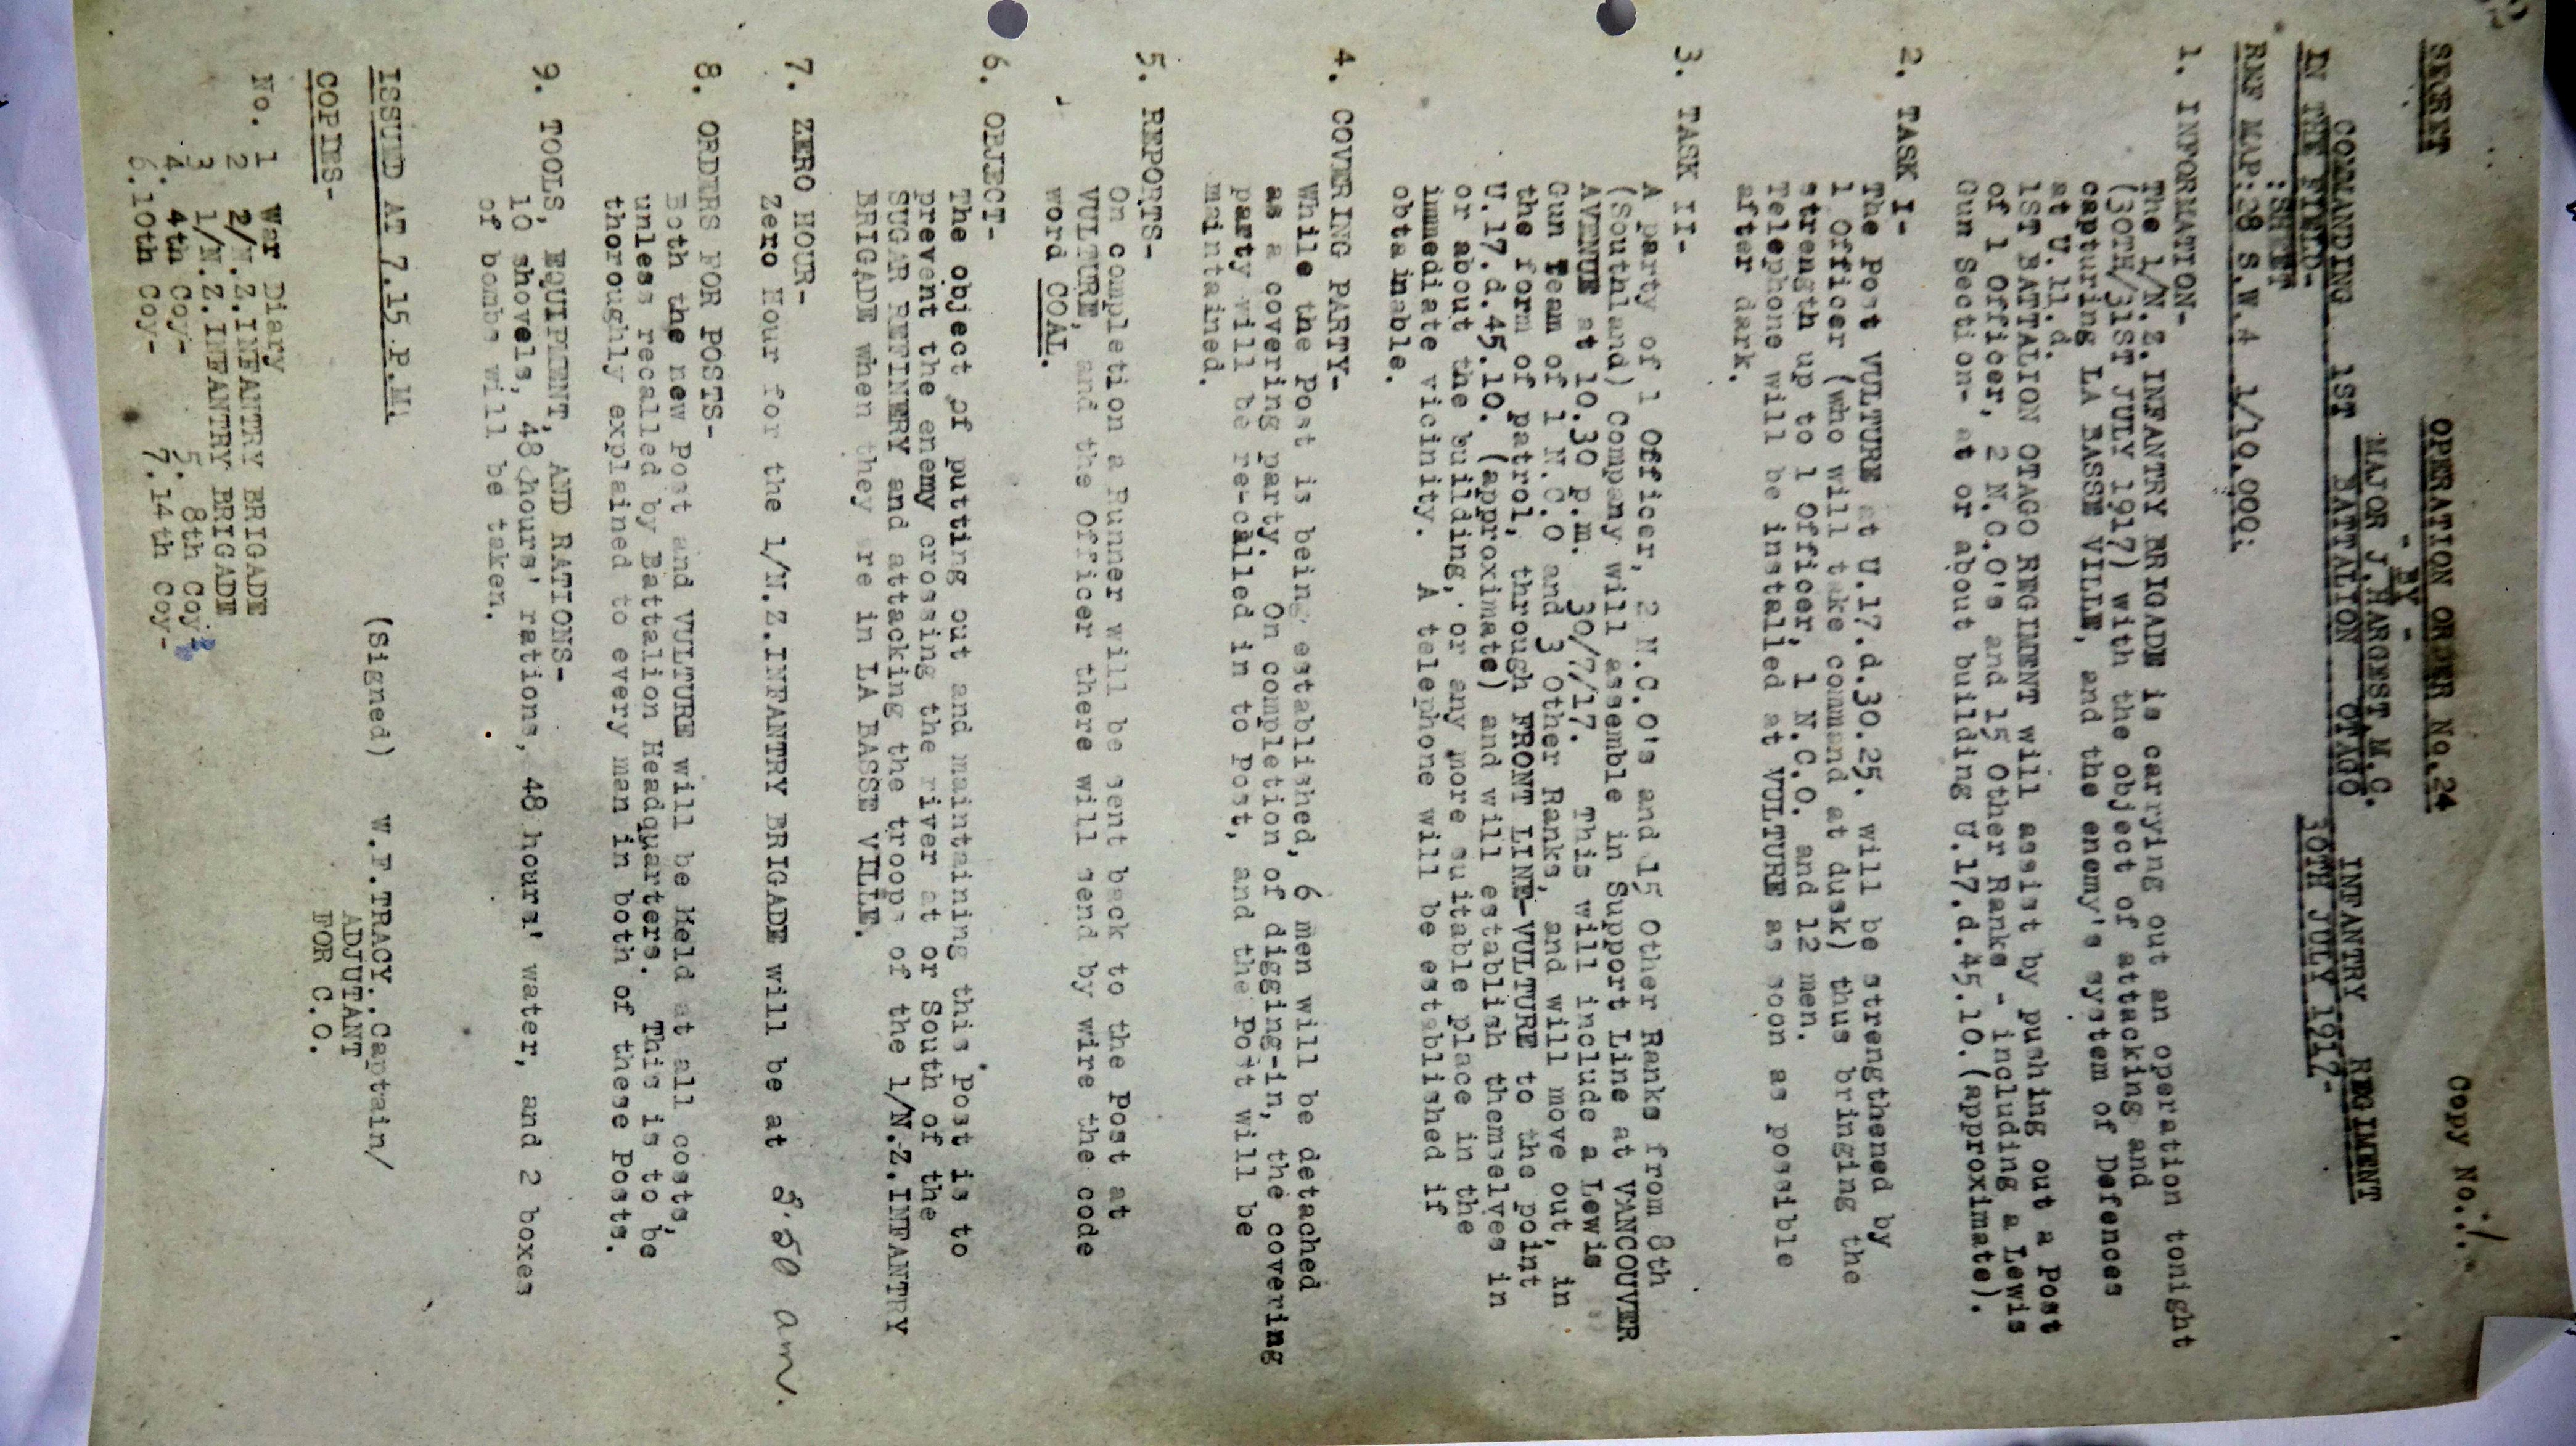 SECRET
OPERATION ORDER No.24
Copy No. 1.
- BY -
MAJOR J.HARGEST M.C.
COMMANDING 1ST BATTALION OTAGO INFANTRY REGIMENT
IN THE FIELD- 30TH JULY 1917-
:SHEET
REF MAP:28 S.W.4 1/10.000:
1. INFORMATION-
The 1/N.Z.INFANTRY BRIGADE is carrying out an operation tonight
(30TH/31ST JULY 1917) with the object of attacking and
capturing LA BASSE VILLE, and the enemy's system of Defences
at U.11.d.
1ST BATTALION OTAGO REGIMENT will assist by pushing out a Post
of 1 Officer, 2 N.C.O's and 15 Other Ranks - including a Lewis
Gun Section- at or about building U.17.d.45.10.(approximate).
2. TASK I-
The Post VULTURE at U.17.d.30.25. will be strengthened by
1 Officer (who will take command at dusk) thus bringing the
strength up to 1 Officer, 1 N.C.O. and 12 men.
Telephone will be installed at VULTURE as soon as possible
after dark.
3. TASK II-
A party of 1 Officer, 2 N.C.O's and 15 Other Ranks from 8th
(Southland) Company will assemble in Support Line at VANCOUVER
AVENUE at 10.30 p.m. 30/7/17. This will include a Lewis
Gun Team of 1 N.C.O and 3 Other Ranks, and will move out, in
the form of patrol, through FRONT LINE-VULTURE to the point
U.17.d.45.10. (approximate) and will establish themselves in
or about the building, or any more suitable place in the
immediate vicinity. A telephone will be established if
obtainable.
4. COVERING PARTY-
While the Post is being established, 6 men will be detached
as a covering party. On completion of digging-in, the covering
party will be re-called in to Post, and the Post will be
maintained.
5. REPORTS-
On completion a Runner will be sent back to the Post at
VULTURE, and the Officer there will send by wire the code
word COAL.
6. OBJECT-
The object of putting out and maintaining this Post is to
prevent the enemy crossing the river at or South of the
SUGAR REFINERY and attacking the troops of the 1/N.Z.INFANTRY
BRIGADE when they are in LA BASSE VILLE.
7. ZERO HOUR-
Zero Hour for the 1/N.Z.INFANTRY BRIGADE will be at am.
8. ORDERS FOR POSTS-
Both the new Post and VULTURE will be Held at all costs,
unless recalled by Battalion Headquarters. This is to be
thoroughly explained to every man in both of these Posts.
9. TOOLS, EQUIPMENT, AND RATIONS-
10 shovels, 48 hours' rations, 48 hours' water, and 2 boxes
of bombs will be taken.
ISSUED AT 7.15 P.M.
(Signed) W.F.TRACY. Captain/
ADJUTANT
FOR C.O.
COPIES-
No. 1 War Diary
2 2/N.Z.INFANTRY BRIGADE
3 1/N.Z.INFANTRY BRIGADE
4. 4th Coy- 5. 8th Coy-
6.10th Coy- 7.14th Coy-